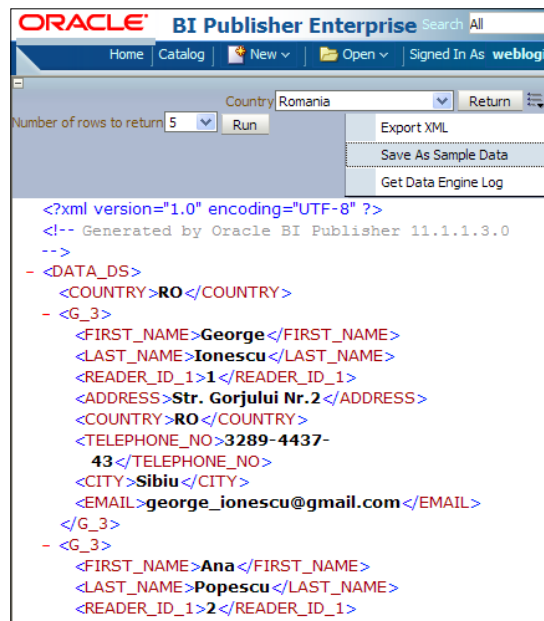 ORACLE® BI Publisher Enterprise Search All
Home Catalog New Open Signed In As weblogi
Country Romania Return
Number of rows to return 5 Run
Export XML
Save As Sample Data
Get Data Engine Log
<?xml version="1.0" encoding="UTF-8" ?>
<!-- Generated by Oracle BI Publisher 11.1.1.3.0
-->
- <DATA_DS>
<COUNTRY>RO</COUNTRY>
- <G_3>
<FIRST_NAME>George</FIRST_NAME>
<LAST_NAME>Ionescu</LAST_NAME>
<READER_ID_1>1</READER_ID_1>
<ADDRESS>Str. Gorjului Nr.2</ADDRESS>
<COUNTRY>RO</COUNTRY>
<TELEPHONE_NO>3289-4437-
43</TELEPHONE_NO>
<CITY>Sibiu</CITY>
<EMAIL>george_ionescu@gmail.com</EMAIL>
</G_3>
- <G_3>
<FIRST_NAME>Ana</FIRST_NAME>
<LAST_NAME>Popescu</LAST_NAME>
<READER_ID_1>2</READER_ID_1>